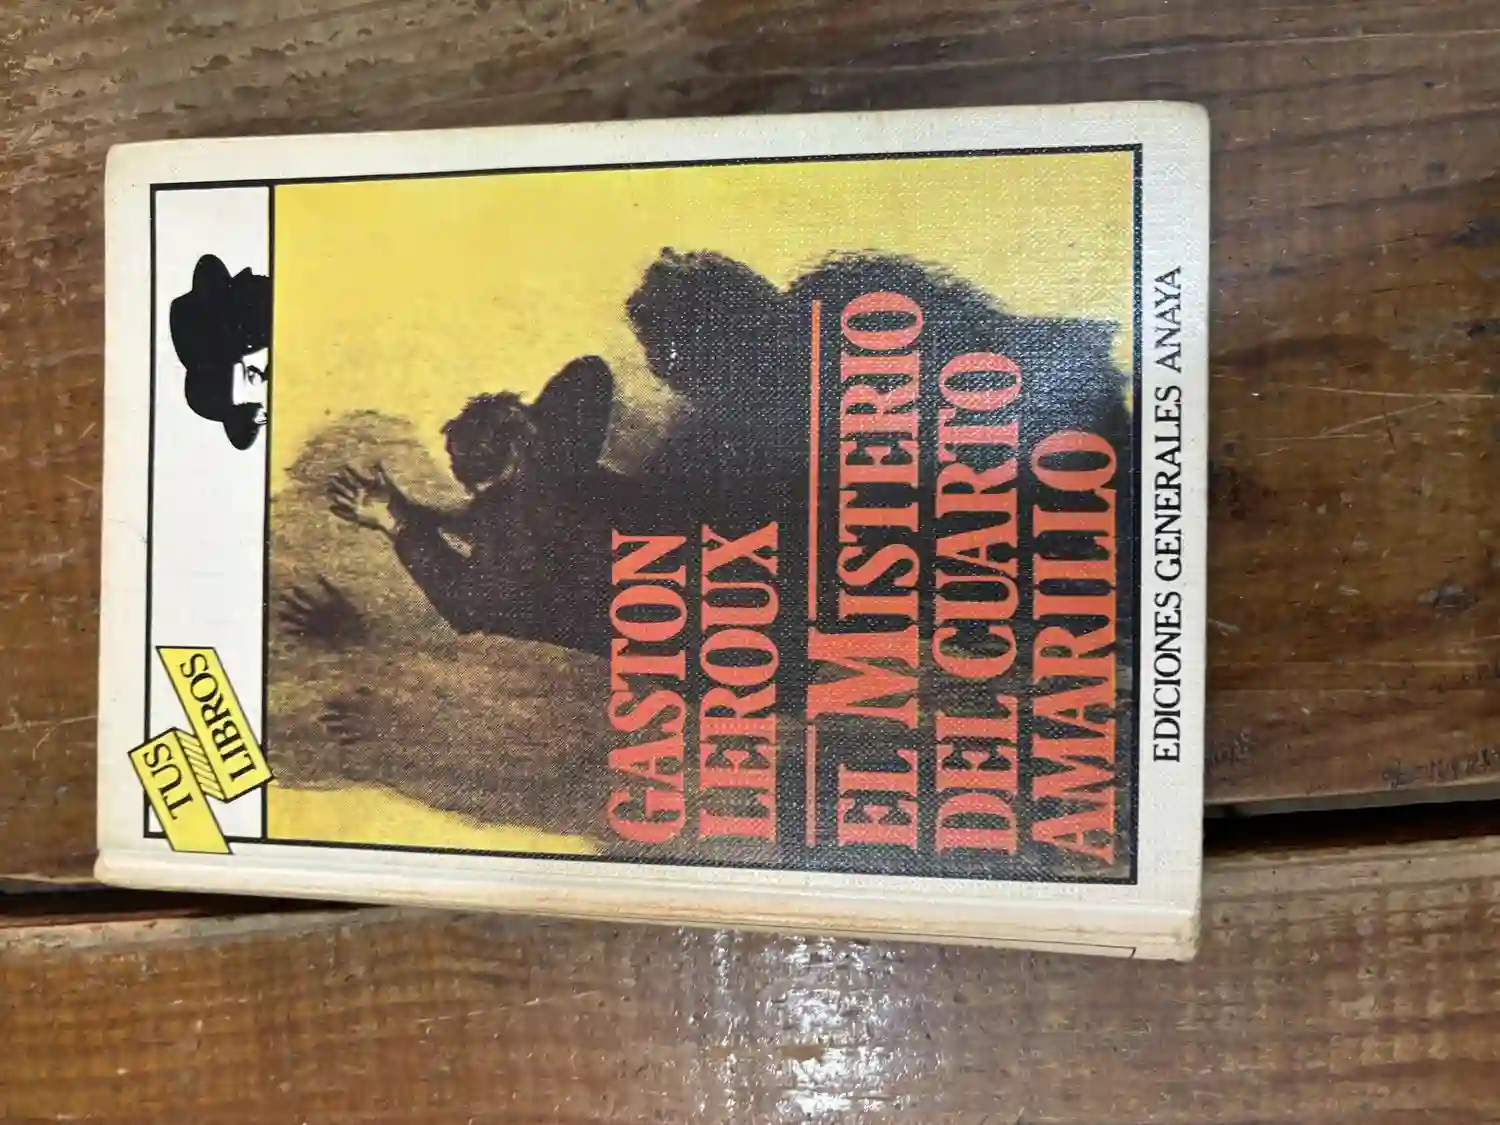 TUS
LIBROS
GASTON
LEROUX
EL MISTERIO
DEL CUARTO
AMARILLO
EDICIONES GENERALES ANAYA